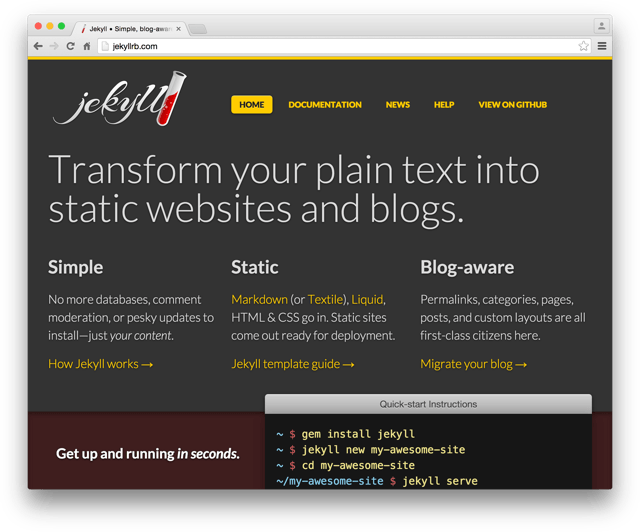 Jekyll • Simple, blog-awa
jekyllrb.com
jekyll
HOME DOCUMENTATION NEWS HELP VIEW ON GITHUB
Transform your plain text into
static websites and blogs.
Simple
No more databases, comment
moderation, or pesky updates to
install—just your content.
How Jekyll works →
Static
Markdown (or Textile), Liquid,
HTML & CSS go in. Static sites
come out ready for deployment.
Jekyll template guide →
Blog-aware
Permalinks, categories, pages,
posts, and custom layouts are all
first-class citizens here.
Migrate your blog →
Get up and running in seconds.
Quick-start Instructions
~ $ gem install jekyll
~ $ jekyll new my-awesome-site
~ $ cd my-awesome-site
~/my-awesome-site $ jekyll serve